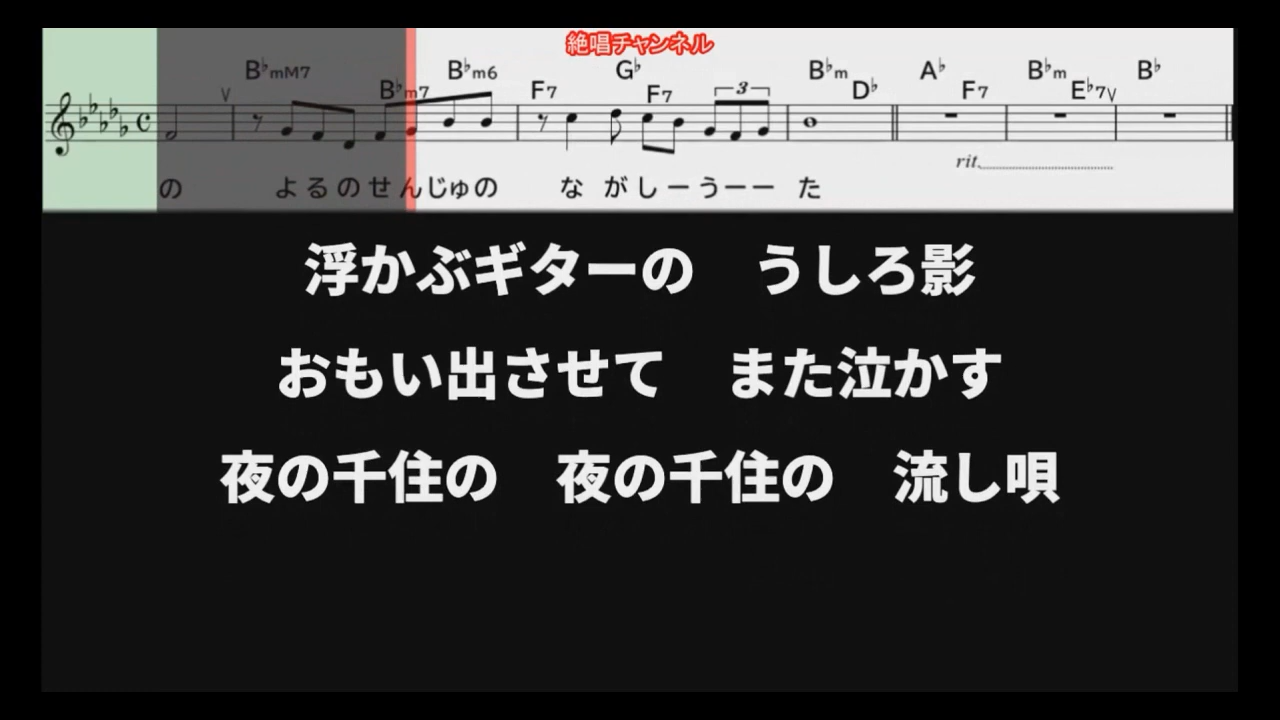 絶唱チャンネル
B♭mM7 B♭m7 B♭m6 F7 G♭ F7 B♭m D♭ A♭ F7 B♭m E♭7 B♭
3
rit.
の よるのせんじゅの ながしーうーー た
浮かぶギターの うしろ影
おもい出させて また泣かす
夜の千住の 夜の千住の 流し唄